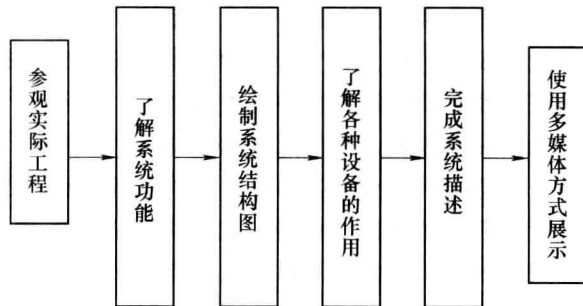 参观实际工程
了解系统功能
绘制系统结构图
了解各种设备的作用
完成系统描述
使用多媒体方式展示